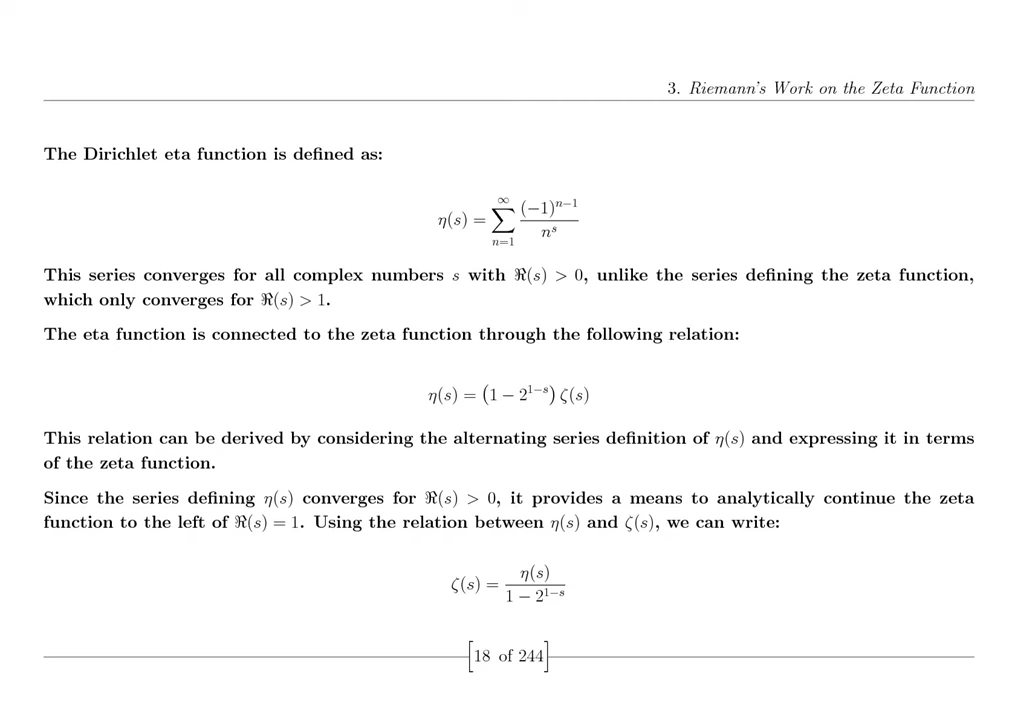 3. Riemann's Work on the Zeta Function
The Dirichlet eta function is defined as:
η(s) = ∑_{n=1}^{∞} (−1)^{n−1} / n^s
This series converges for all complex numbers s with ℜ(s) > 0, unlike the series defining the zeta function,
which only converges for ℜ(s) > 1.
The eta function is connected to the zeta function through the following relation:
η(s) = (1 − 2^{1−s}) ζ(s)
This relation can be derived by considering the alternating series definition of η(s) and expressing it in terms
of the zeta function.
Since the series defining η(s) converges for ℜ(s) > 0, it provides a means to analytically continue the zeta
function to the left of ℜ(s) = 1. Using the relation between η(s) and ζ(s), we can write:
ζ(s) = η(s) / (1 − 2^{1−s})
[18 of 244]